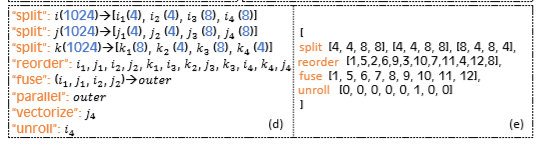 "split": i(1024)→[i₁(4), i₂ (4), i₃ (8), i₄ (8)]
"split": j(1024)→[j₁(4), j₂ (4), j₃ (8), j₄ (8)]
"split": k(1024)→[k₁(8), k₂ (4), k₃ (8), k₄ (4)]
"reorder": i₁, j₁, i₂, j₂, k₁, i₃, k₂, j₃, k₃, i₄, k₄, j₄
"fuse": (i₁, j₁, i₂, j₂)→outer
"parallel": outer
"vectorize": j₄
"unroll": i₄
(d)
[
split [4, 4, 8, 8], [4, 4, 8, 8], [8, 4, 8, 4],
reorder [1,5,2,6,9,3,10,7,11,4,12,8],
fuse [1, 5, 6, 7, 8, 9, 10, 11, 12],
unroll [0, 0, 0, 0, 0, 1, 0, 0]
]
(e)